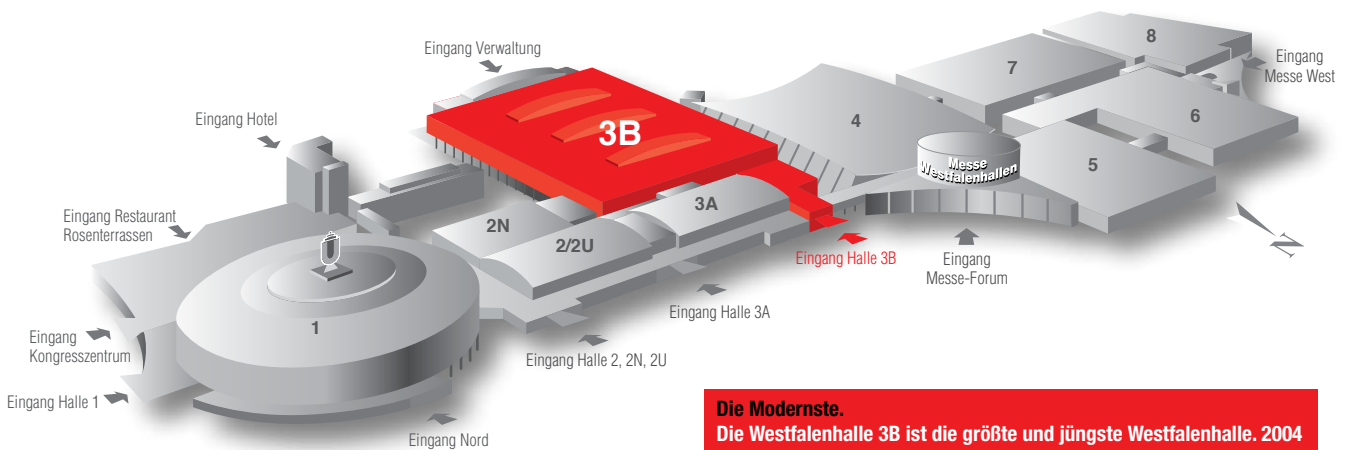 Eingang Verwaltung
8
Eingang
Messe West
7
Eingang Hotel
3B
4
6
Messe
Westfalenhallen
5
Eingang Restaurant
Rosenterrassen
3A
2N
2/2U
N
Eingang Halle 3B
Eingang
Messe-Forum
Eingang Halle 3A
1
Eingang
Kongresszentrum
Eingang Halle 2, 2N, 2U
Eingang Halle 1
Eingang Nord
Die Modernste.
Die Westfalenhalle 3B ist die größte und jüngste Westfalenhalle. 2004